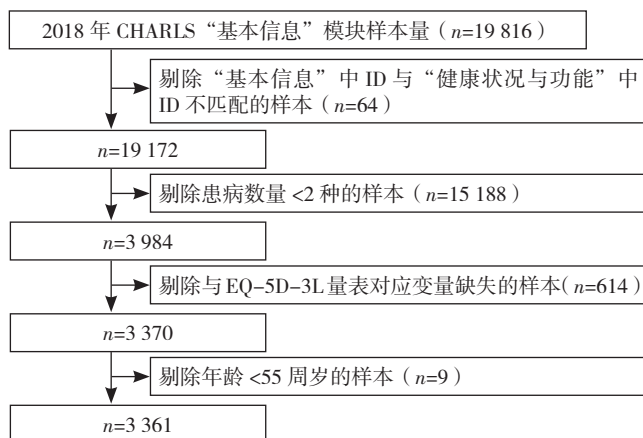 2018 年 CHARLS “基本信息” 模块样本量（n=19 816）
剔除 “基本信息” 中 ID 与 “健康状况与功能” 中
ID 不匹配的样本（n=64）
n=19 172
剔除患病数量 <2 种的样本（n=15 188）
n=3 984
剔除与 EQ-5D-3L 量表对应变量缺失的样本（n=614）
n=3 370
剔除年龄 <55 周岁的样本（n=9）
n=3 361